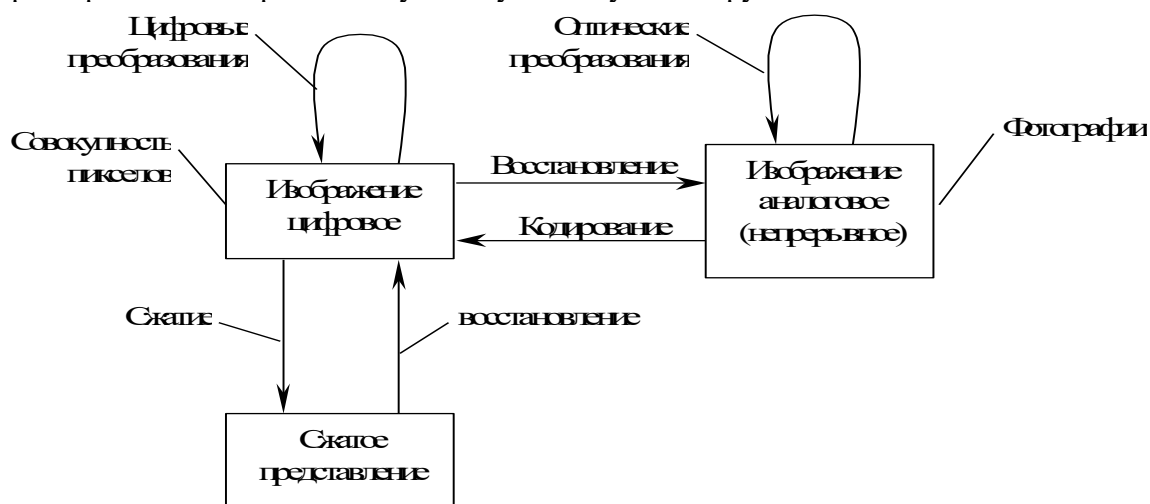 Цифровые
преобразования
Оптические
преобразования
Совокупность
пикселов
Фотографии
Изображение
цифровое
Восстановление
Кодирование
Изображение
аналоговое
(непрерывное)
Сжатие
восстановление
Сжатое
представление